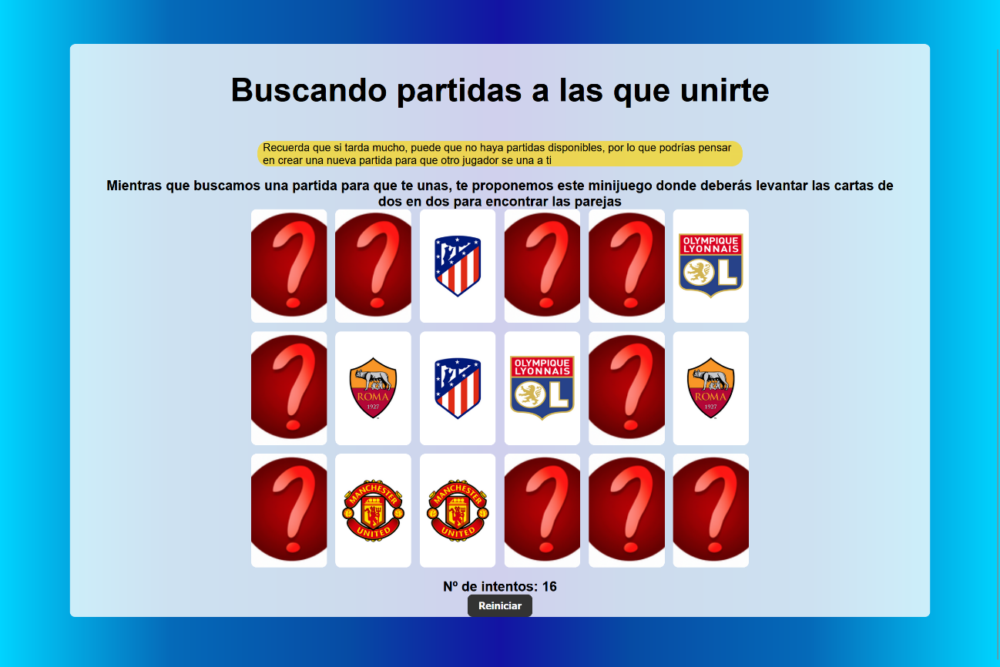 Buscando partidas a las que unirte
Recuerda que si tarda mucho, puede que no haya partidas disponibles, por lo que podrías pensar
en crear una nueva partida para que otro jugador se una a ti
Mientras que buscamos una partida para que te unas, te proponemos este minijuego donde deberás levantar las cartas de
dos en dos para encontrar las parejas
?
?
?
?
OLYMPIQUE
LYONNAIS
OL
?
ROMA
1927
OLYMPIQUE
LYONNAIS
OL
?
ROMA
1927
?
MANCHESTER
UNITED
MANCHESTER
UNITED
?
?
?
Nº de intentos: 16
Reiniciar